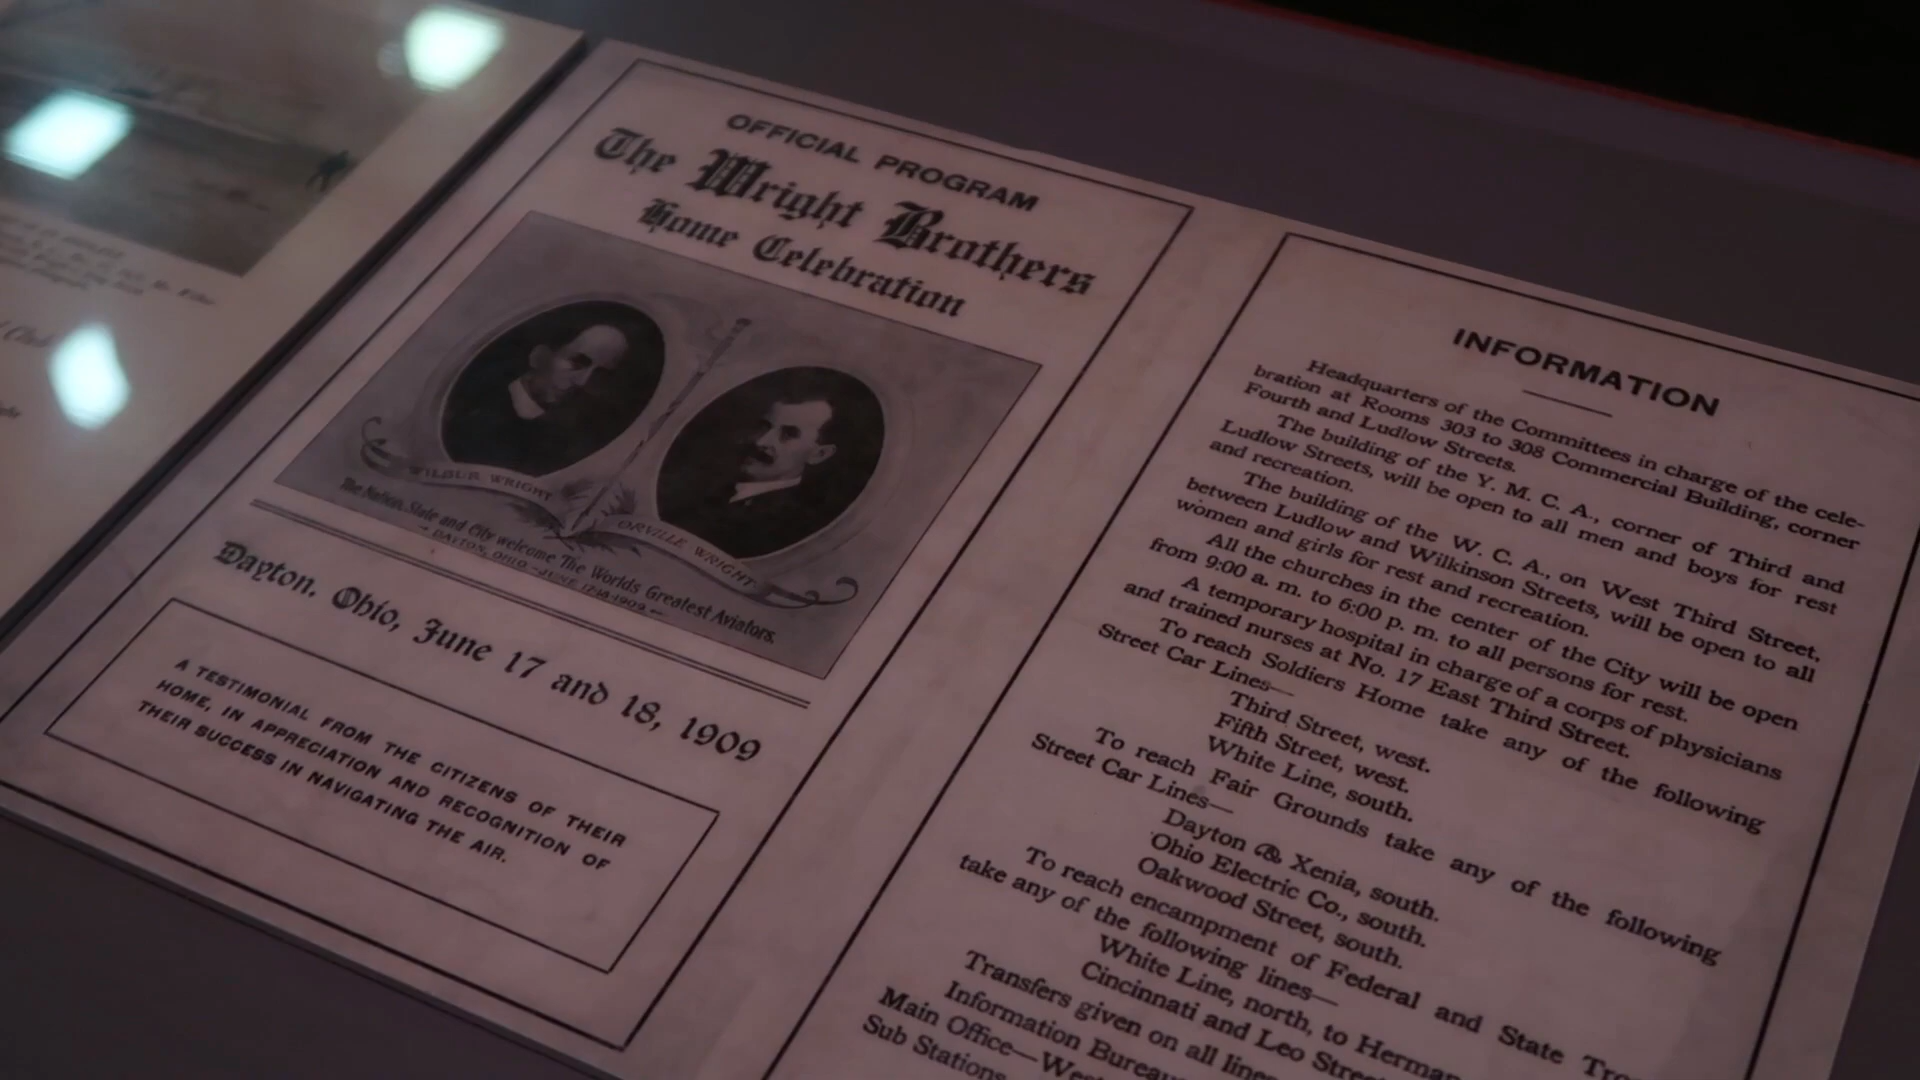 OFFICIAL PROGRAM
The Wright Brothers
Home Celebration
WILBUR WRIGHT
ORVILLE WRIGHT
The Nation, State and City welcome The Worlds Greatest Aviators.
DAYTON, OHIO - JUNE 17-18-1909
Dayton. Ohio, June 17 and 18, 1909
A TESTIMONIAL FROM THE CITIZENS OF THEIR
HOME, IN APPRECIATION AND RECOGNITION OF
THEIR SUCCESS IN NAVIGATING THE AIR.
INFORMATION
Headquarters of the Committees in charge of the cele-
bration at Rooms 303 to 308 Commercial Building, corner
Fourth and Ludlow Streets.
The building of the Y. M. C. A., corner of Third and
Ludlow Streets, will be open to all men and boys for rest
and recreation.
The building of the W. C. A., on West Third Street,
between Ludlow and Wilkinson Streets, will be open to all
women and girls for rest and recreation.
All the churches in the center of the City will be open
from 9:00 a. m. to 6:00 p. m. to all persons for rest.
A temporary hospital in charge of a corps of physicians
and trained nurses at No. 17 East Third Street.
To reach Soldiers Home take any of the following
Street Car Lines—
Third Street, west.
Fifth Street, west.
White Line, south.
To reach Fair Grounds take any of the following
Street Car Lines—
Dayton & Xenia, south.
Ohio Electric Co., south.
Oakwood Street, south.
To reach encampment of Federal and State Tro
take any of the following lines—
White Line, north, to Herman
Cincinnati and Leo Stree
Transfers given on all line
Information Bureau
Main Office—Wes
Sub Stations